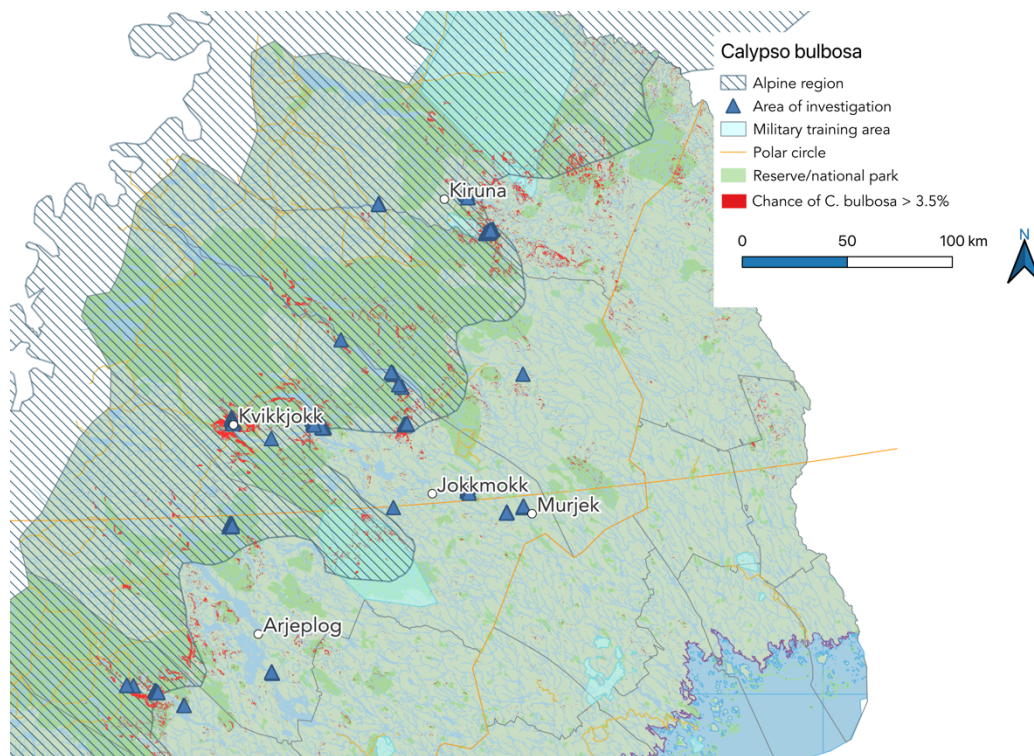 Calypso bulbosa
Alpine region
Area of investigation
Military training area
Polar circle
Reserve/national park
Chance of C. bulbosa > 3.5%
0 50 100 km
N
Kiruna
Kvikkjokk
Jokkmokk
Murjek
Arjeplog